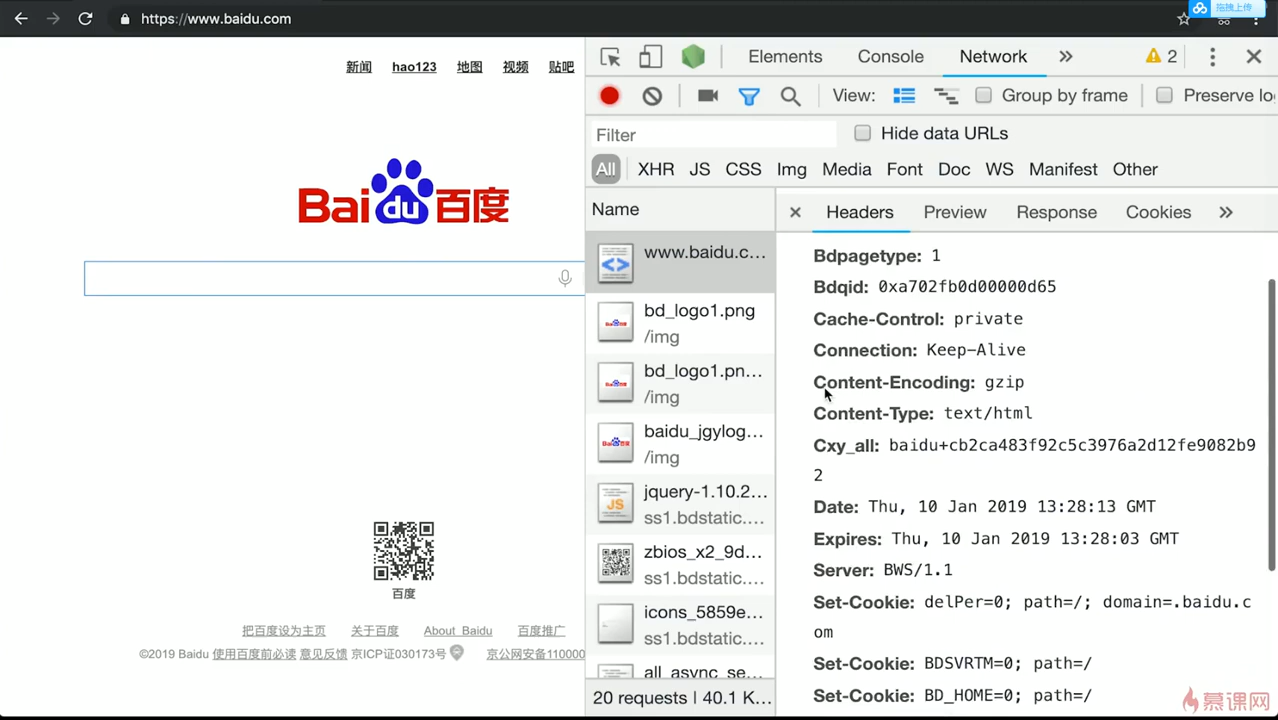 https://www.baidu.com
拖拽上传
新闻 hao123 地图 视频 贴吧
Bai du 百度
百度
把百度设为主页 关于百度 About Baidu 百度推广
©2019 Baidu 使用百度前必读 意见反馈 京ICP证030173号 京公网安备110000
Elements Console Network 2
View: Group by frame Preserve lo
Filter Hide data URLs
All XHR JS CSS Img Media Font Doc WS Manifest Other
Name
www.baidu.c…
bd_logo1.png
/img
bd_logo1.pn…
/img
baidu_jgylog…
/img
jquery-1.10.2…
ss1.bdstatic.…
zbios_x2_9d…
ss1.bdstatic.…
icons_5859e…
ss1.bdstatic.…
all_async_se…
20 requests | 40.1 K…
Headers Preview Response Cookies
Bdpagetype: 1
Bdqid: 0xa702fb0d00000d65
Cache-Control: private
Connection: Keep-Alive
Content-Encoding: gzip
Content-Type: text/html
Cxy_all: baidu+cb2ca483f92c5c3976a2d12fe9082b9
2
Date: Thu, 10 Jan 2019 13:28:13 GMT
Expires: Thu, 10 Jan 2019 13:28:03 GMT
Server: BWS/1.1
Set-Cookie: delPer=0; path=/; domain=.baidu.c
om
Set-Cookie: BDSVRTM=0; path=/
Set-Cookie: BD_HOME=0; path=/
慕课网